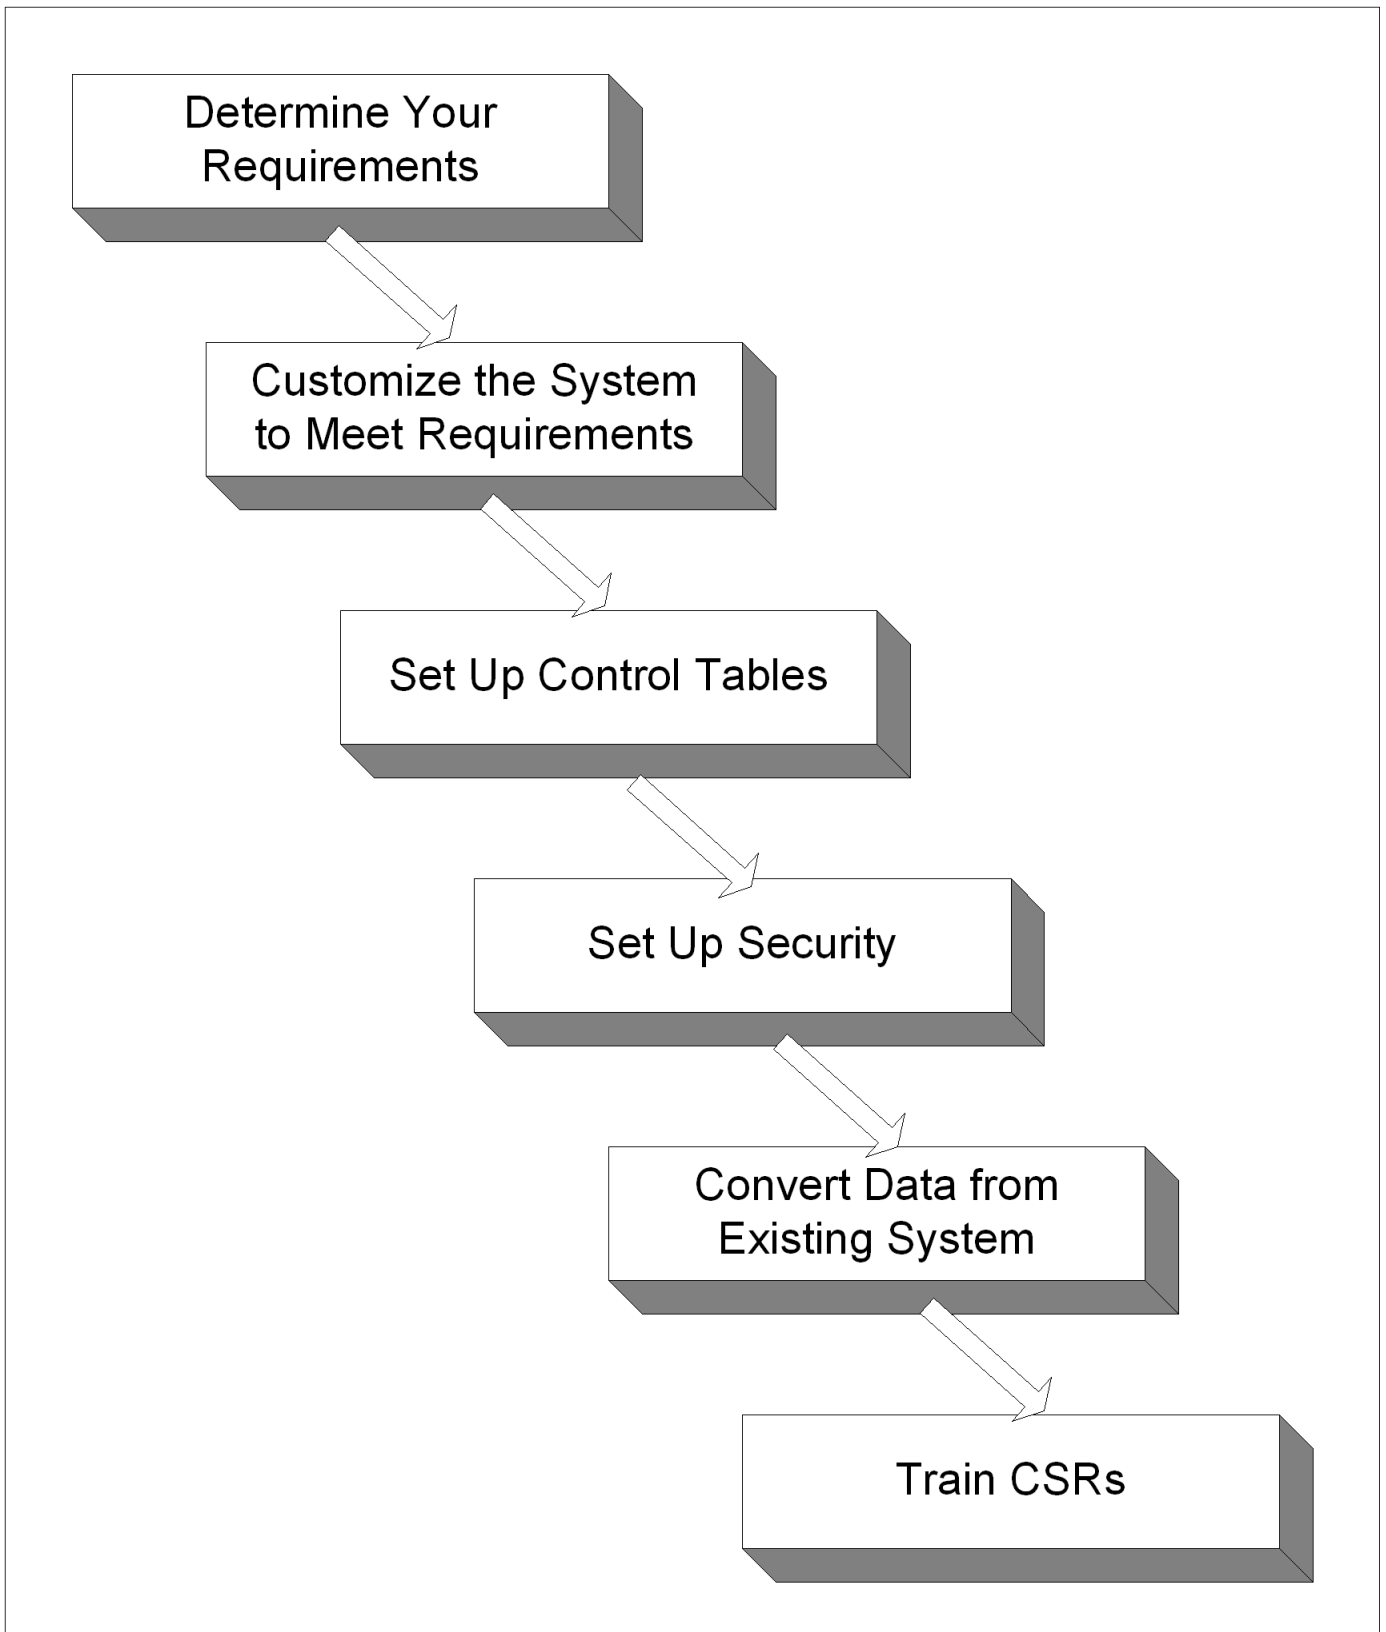 Determine Your
Requirements
Customize the System
to Meet Requirements
Set Up Control Tables
Set Up Security
Convert Data from
Existing System
Train CSRs